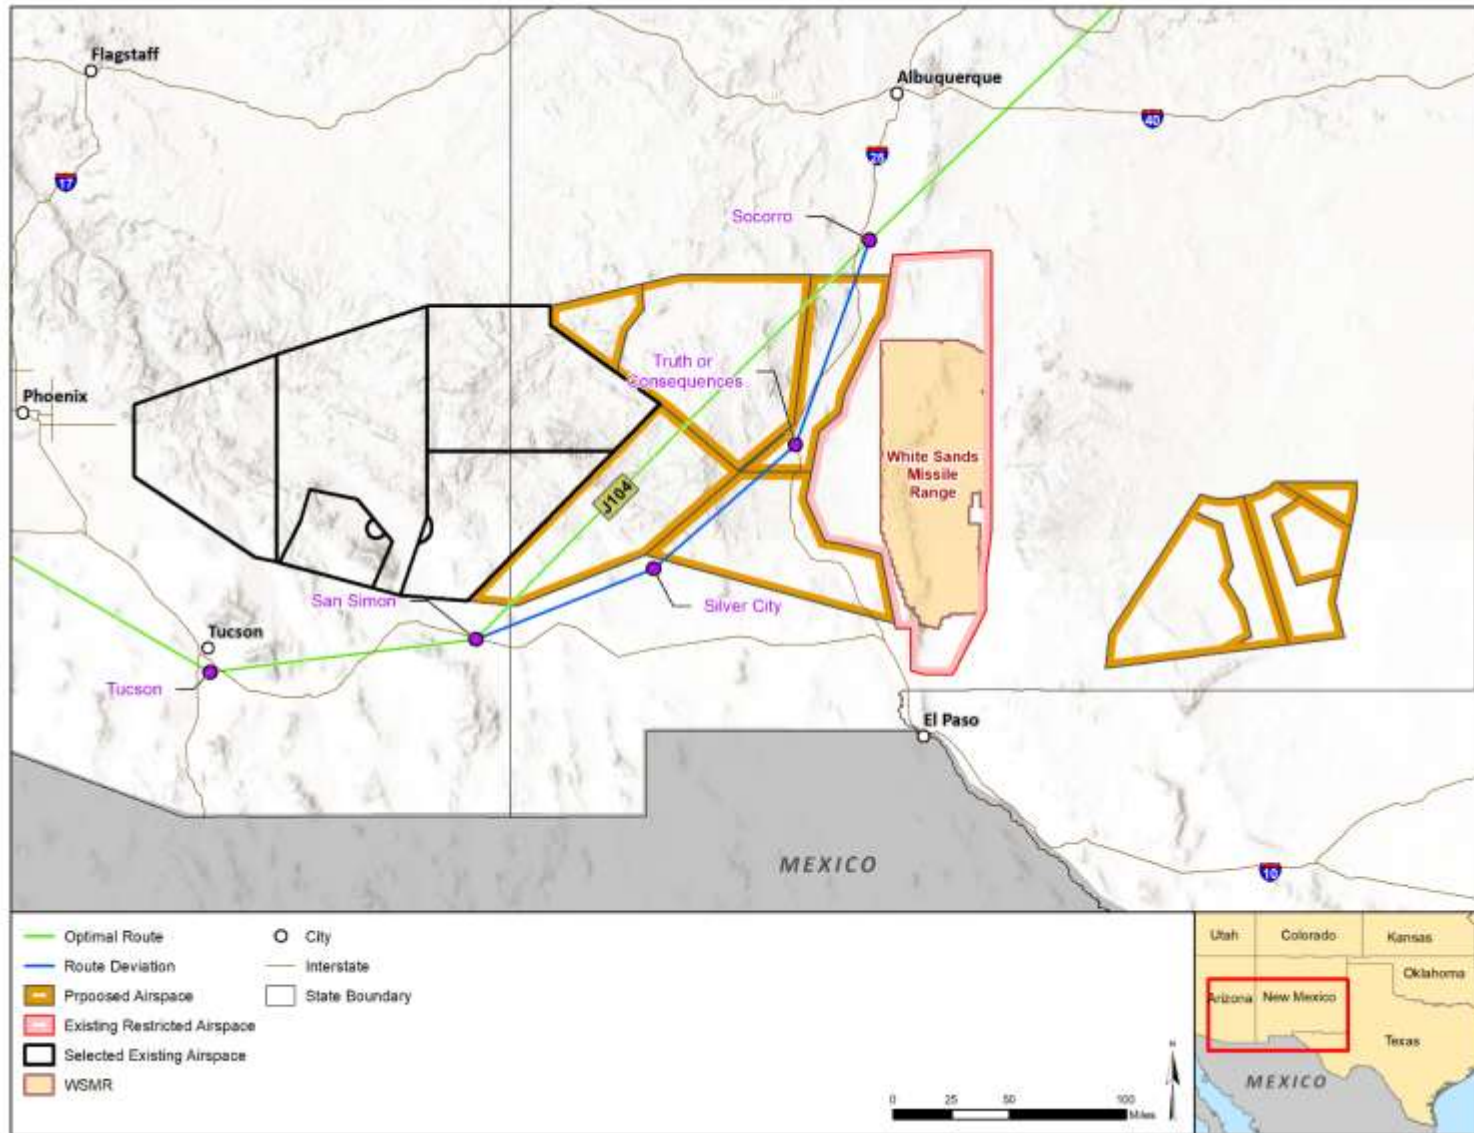 Flagstaff
Albuquerque
40
25
17
Socorro
Truth or
Consequences
Phoenix
White Sands
Missile
Range
J104
San Simon
Silver City
Tucson
Tucson
El Paso
MEXICO
10
Optimal Route
City
Route Deviation
Interstate
Prpoosed Airspace
State Boundary
Existing Restricted Airspace
Selected Existing Airspace
WSMR
N
0 25 50 100
Miles
Utah
Colorado
Kansas
Oklahoma
Arizona
New Mexico
Texas
MEXICO